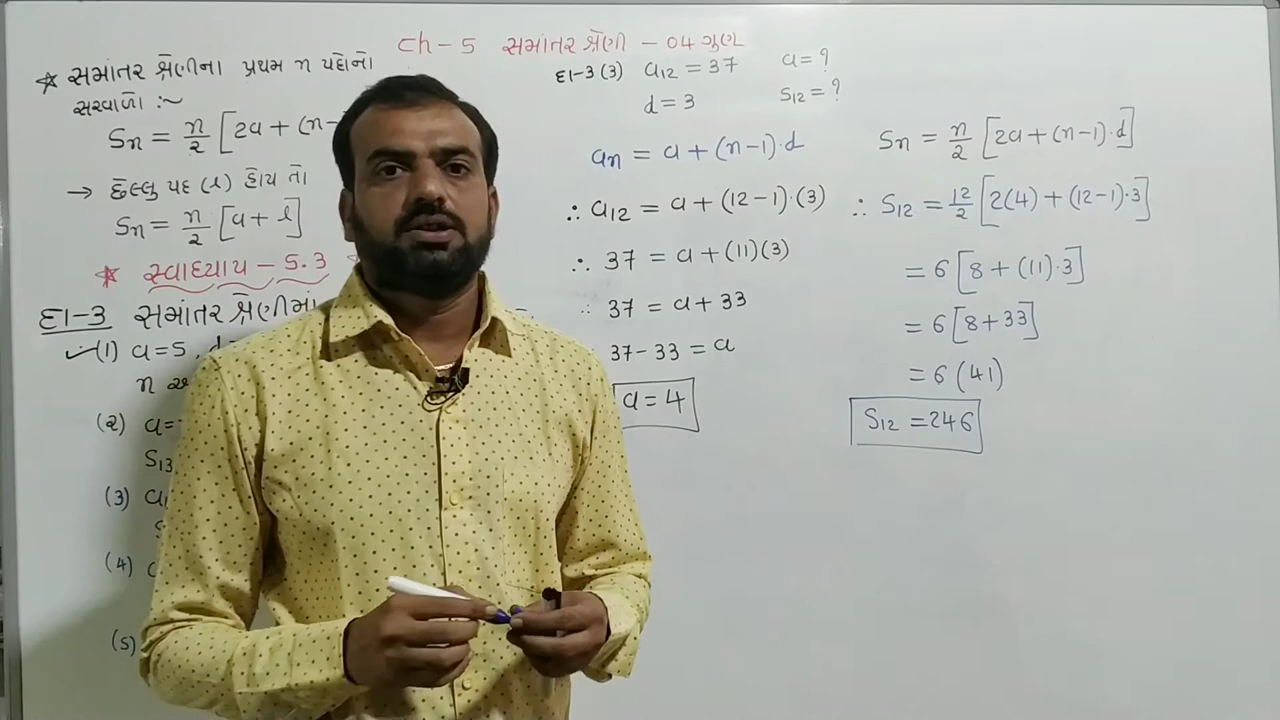 Ch-5 સમાંતર શ્રેણી - 04 ગુણ
★ સમાંતર શ્રેણીના પ્રથમ n પદોનો
સરવાળો :~
Sn = n/2 [2a + (n-
→ છેલ્લુ પદ (l) હોય તો
Sn = n/2 [a + l]
★ સ્વાધ્યાય - 5.3
દા-3 સમાંતર શ્રેણીમાં
(1) a=5, d
n
(2) a=
S13
(3) a
(4)
(5)
દા-3 (3) a12 = 37 a = ?
d = 3 S12 = ?
an = a + (n-1)·d
∴ a12 = a + (12-1)·(3)
∴ 37 = a + (11)(3)
∴ 37 = a + 33
37-33 = a
a = 4
Sn = n/2 [2a + (n-1)·d]
∴ S12 = 12/2 [2(4) + (12-1)·3]
= 6 [8 + (11)·3]
= 6 [8+33]
= 6 (41)
S12 = 246